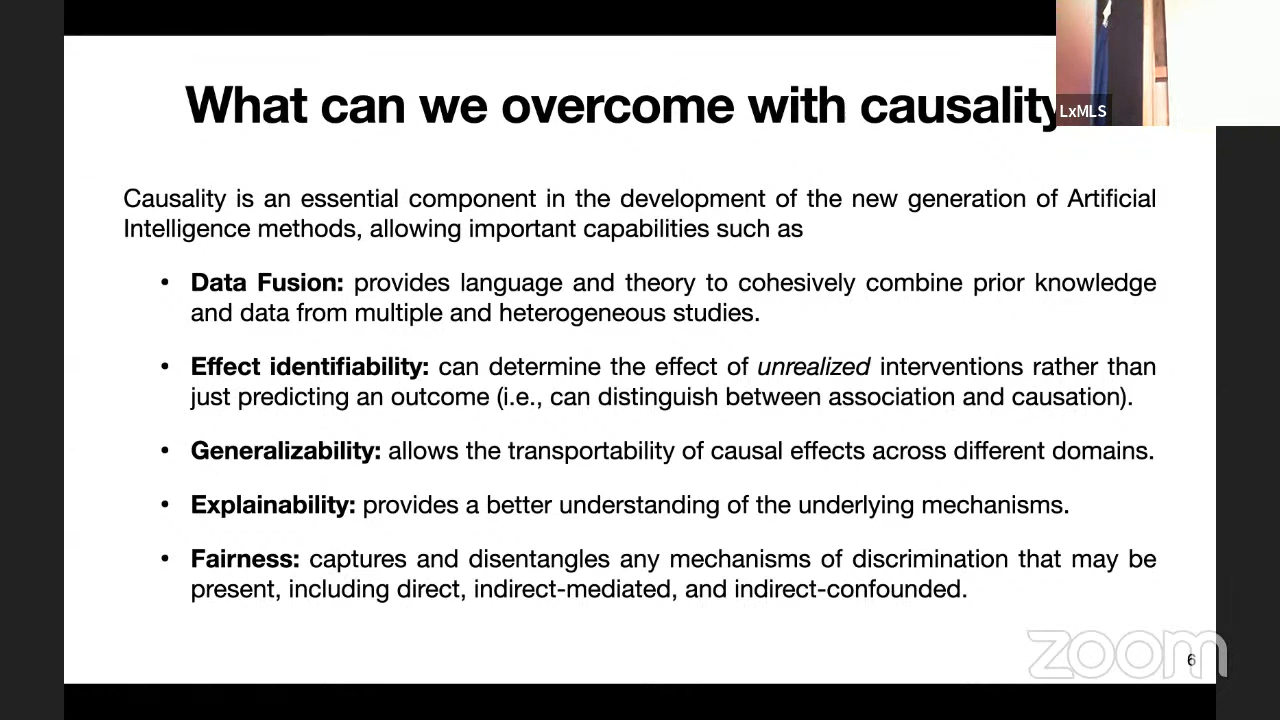 What can we overcome with causality
LxMLS
Causality is an essential component in the development of the new generation of Artificial
Intelligence methods, allowing important capabilities such as
• Data Fusion: provides language and theory to cohesively combine prior knowledge
and data from multiple and heterogeneous studies.
• Effect identifiability: can determine the effect of unrealized interventions rather than
just predicting an outcome (i.e., can distinguish between association and causation).
• Generalizability: allows the transportability of causal effects across different domains.
• Explainability: provides a better understanding of the underlying mechanisms.
• Fairness: captures and disentangles any mechanisms of discrimination that may be
present, including direct, indirect-mediated, and indirect-confounded.
zoom
6